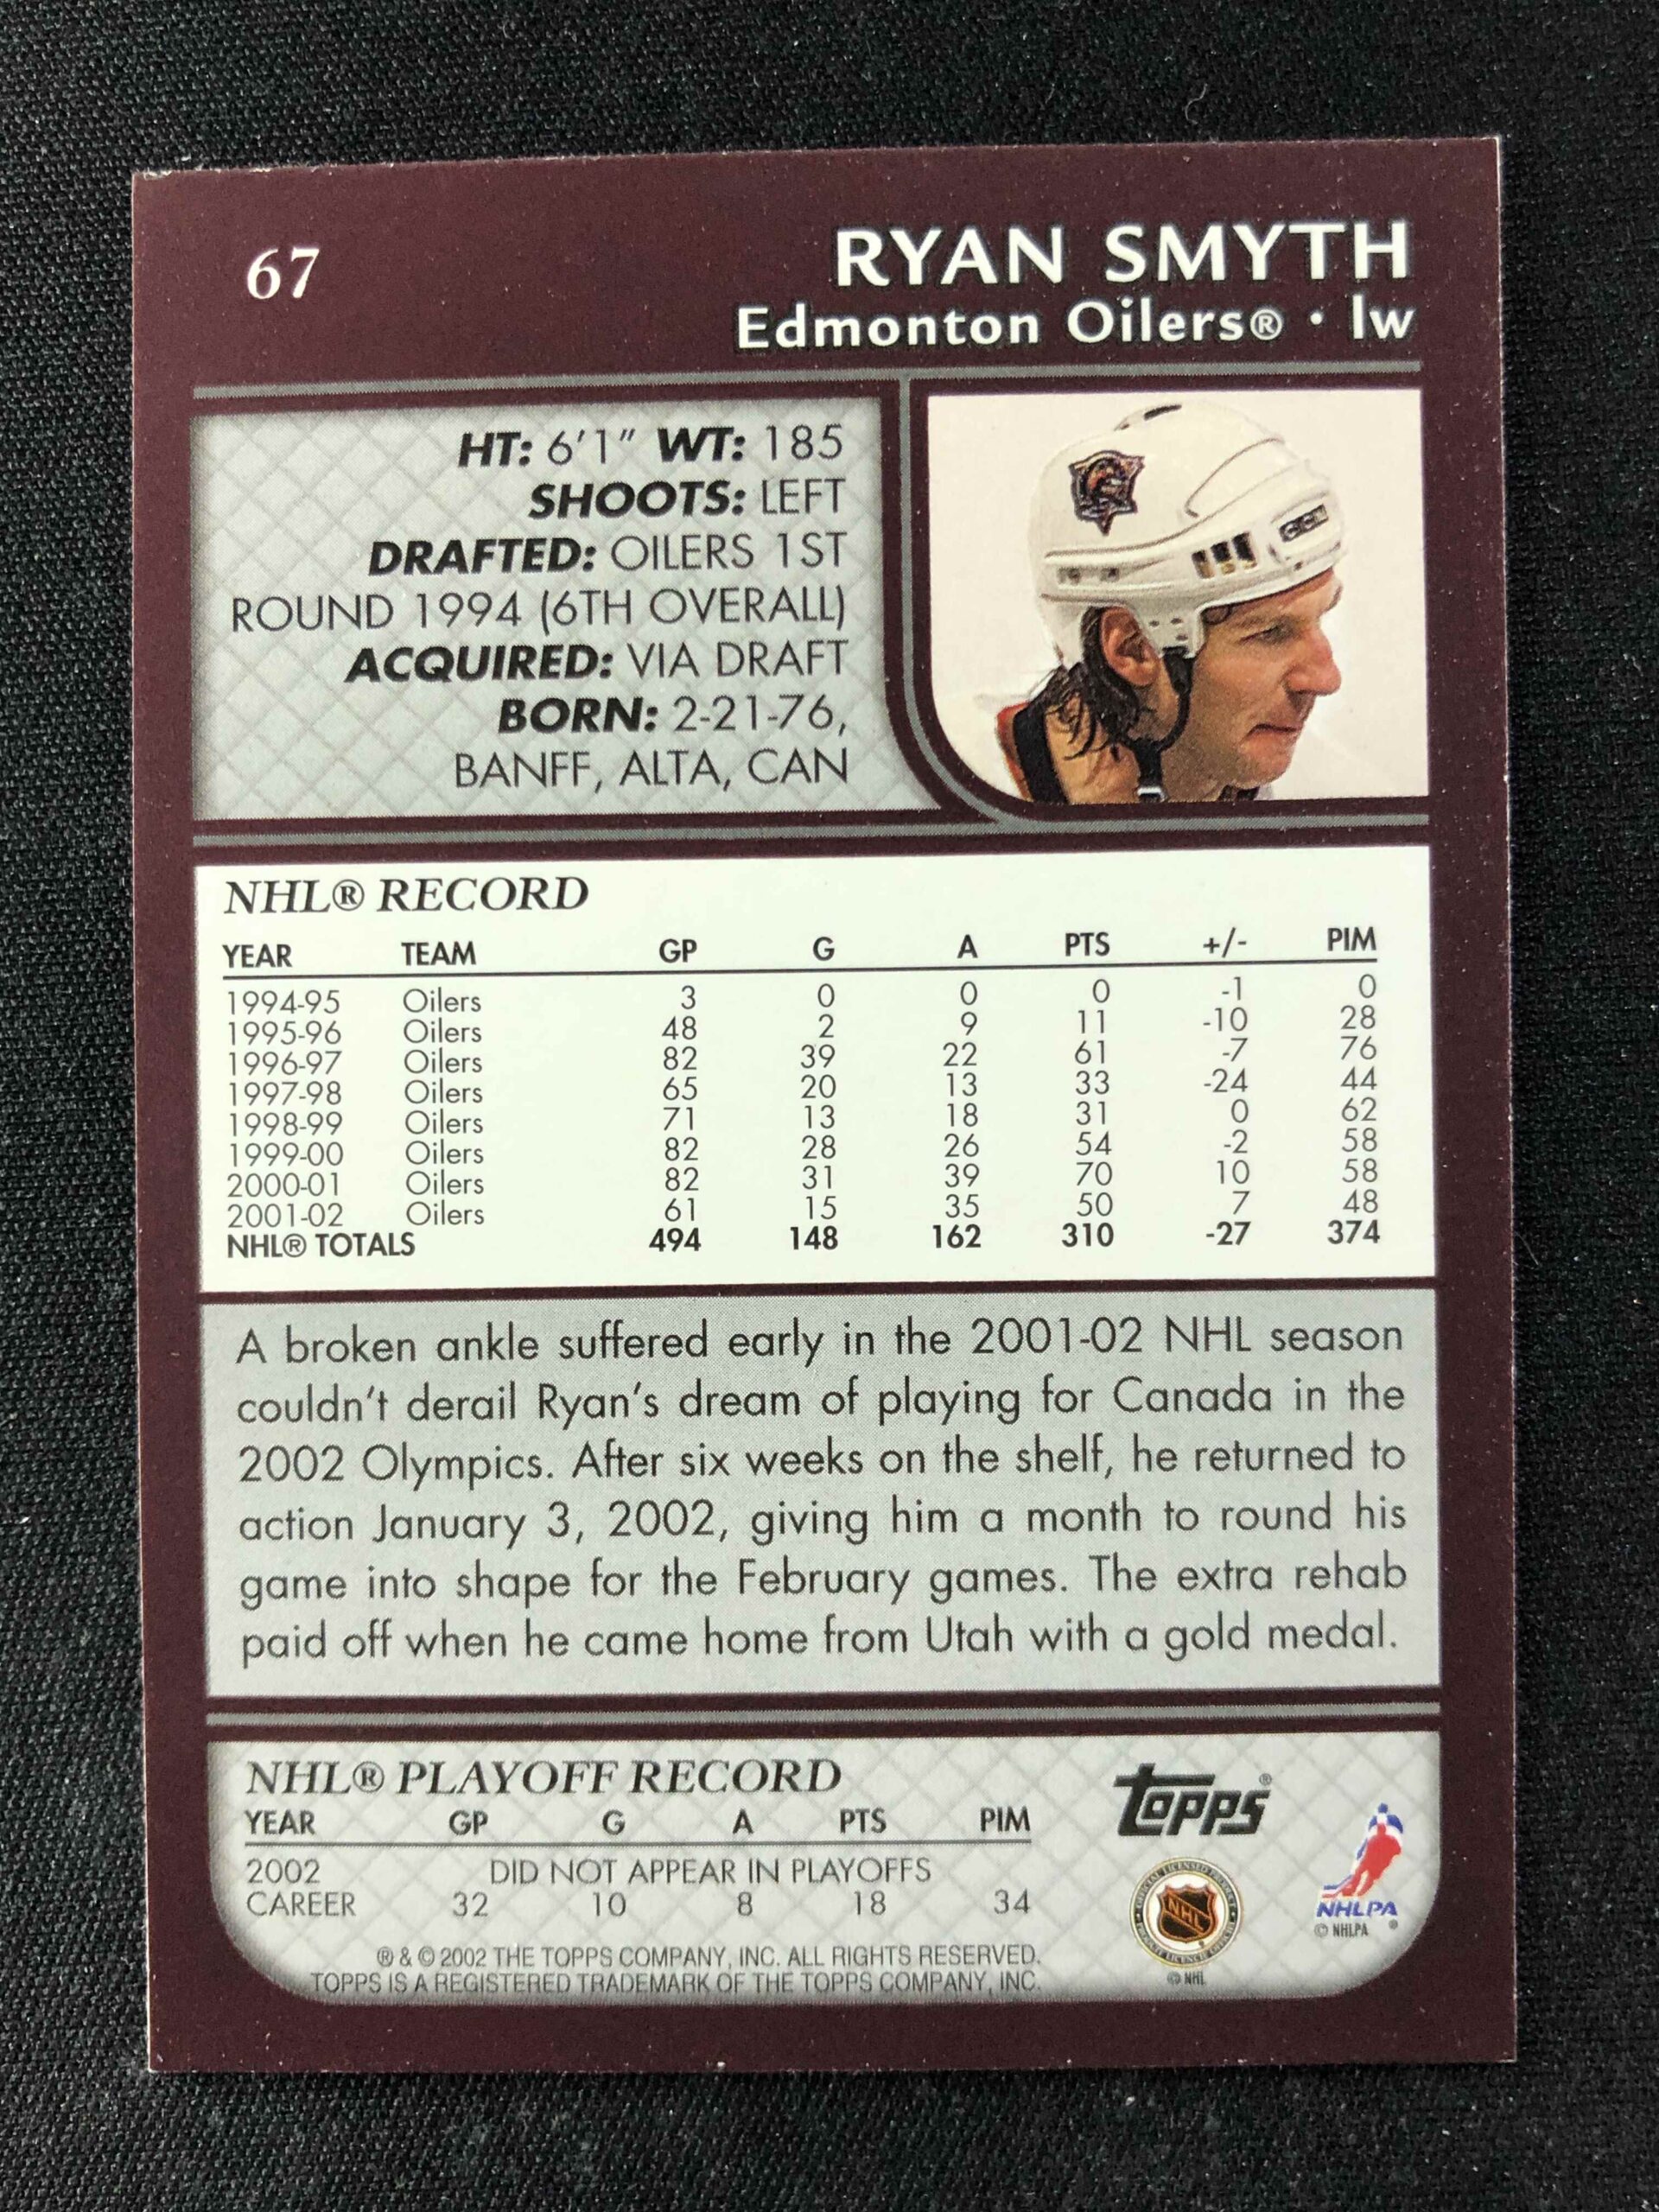 67
RYAN SMYTH
Edmonton Oilers® · lw
HT: 6'1" WT: 185
SHOOTS: LEFT
DRAFTED: OILERS 1ST
ROUND 1994 (6TH OVERALL)
ACQUIRED: VIA DRAFT
BORN: 2-21-76,
BANFF, ALTA, CAN
CCM
NHL® RECORD
YEAR TEAM GP G A PTS +/- PIM
1994-95 Oilers 3 0 0 0 -1 0
1995-96 Oilers 48 2 9 11 -10 28
1996-97 Oilers 82 39 22 61 -7 76
1997-98 Oilers 65 20 13 33 -24 44
1998-99 Oilers 71 13 18 31 0 62
1999-00 Oilers 82 28 26 54 -2 58
2000-01 Oilers 82 31 39 70 10 58
2001-02 Oilers 61 15 35 50 7 48
NHL® TOTALS 494 148 162 310 -27 374
A broken ankle suffered early in the 2001-02 NHL season
couldn't derail Ryan's dream of playing for Canada in the
2002 Olympics. After six weeks on the shelf, he returned to
action January 3, 2002, giving him a month to round his
game into shape for the February games. The extra rehab
paid off when he came home from Utah with a gold medal.
NHL® PLAYOFF RECORD
YEAR GP G A PTS PIM
2002 DID NOT APPEAR IN PLAYOFFS
CAREER 32 10 8 18 34
® & © 2002 THE TOPPS COMPANY, INC. ALL RIGHTS RESERVED.
TOPPS IS A REGISTERED TRADEMARK OF THE TOPPS COMPANY, INC.
Topps®
NHL
© NHL
NHLPA
© NHLPA ®